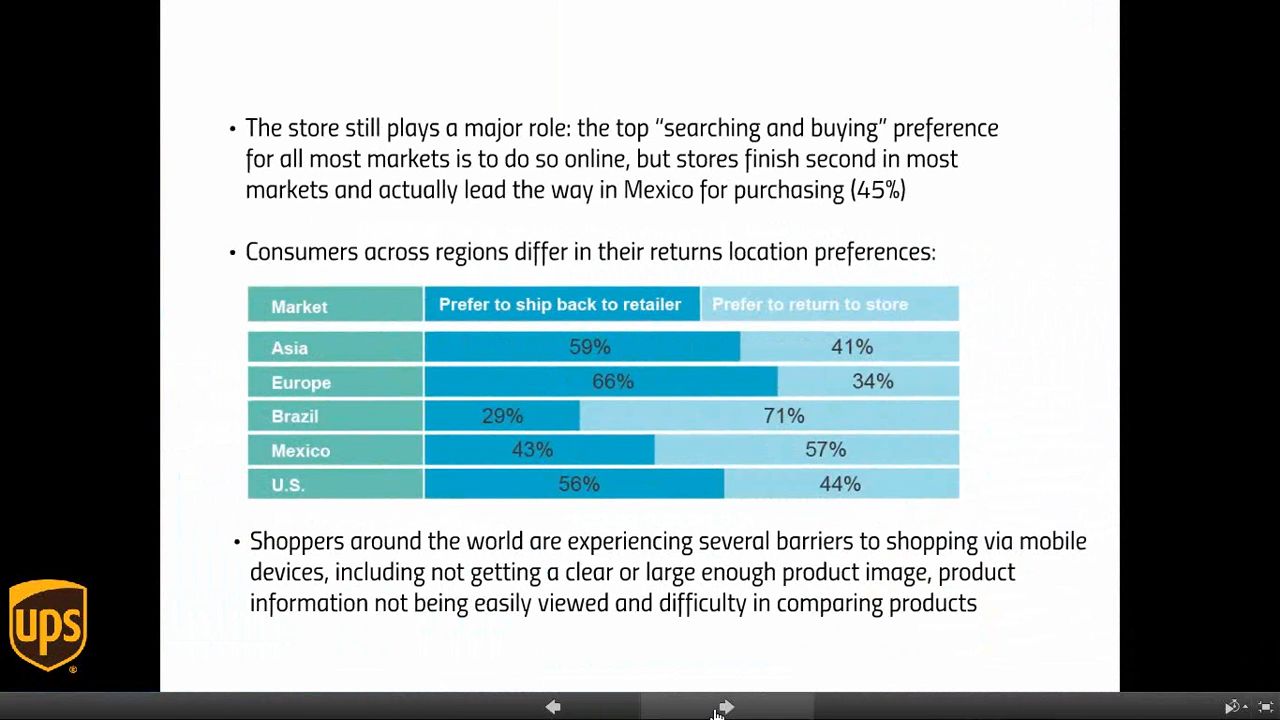 • The store still plays a major role: the top “searching and buying” preference
for all most markets is to do so online, but stores finish second in most
markets and actually lead the way in Mexico for purchasing (45%)
• Consumers across regions differ in their returns location preferences:
Market Prefer to ship back to retailer Prefer to return to store
Asia 59% 41%
Europe 66% 34%
Brazil 29% 71%
Mexico 43% 57%
U.S. 56% 44%
• Shoppers around the world are experiencing several barriers to shopping via mobile
devices, including not getting a clear or large enough product image, product
information not being easily viewed and difficulty in comparing products
ups
®